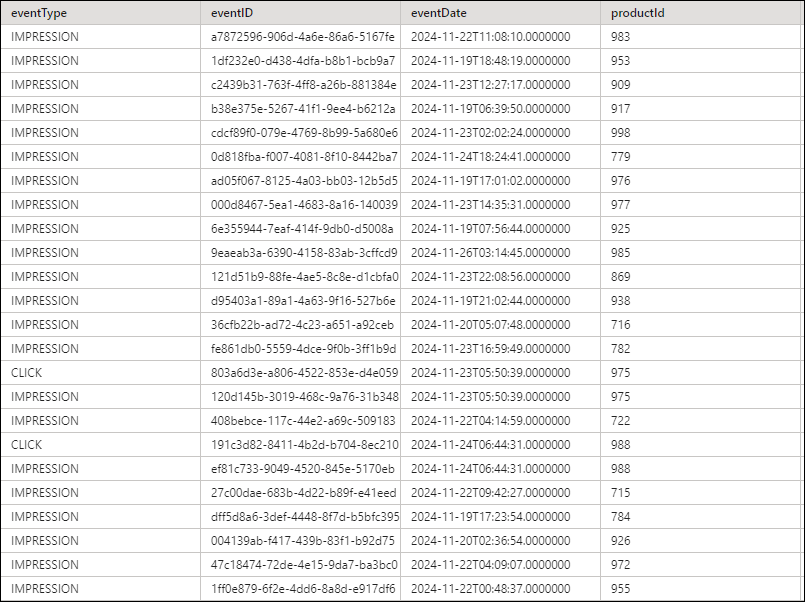 eventType eventID eventDate productId
IMPRESSION a7872596-906d-4a6e-86a6-5167fe 2024-11-22T11:08:10.0000000 983
IMPRESSION 1df232e0-d438-4dfa-b8b1-bcb9a7 2024-11-19T18:48:19.0000000 953
IMPRESSION c2439b31-763f-4ff8-a26b-881384e 2024-11-23T12:27:17.0000000 909
IMPRESSION b38e375e-5267-41f1-9ee4-b6212a 2024-11-19T06:39:50.0000000 917
IMPRESSION cdcf89f0-079e-4769-8b99-5a680e6 2024-11-23T02:02:24.0000000 998
IMPRESSION 0d818fba-f007-4081-8f10-8442ba7 2024-11-24T18:24:41.0000000 779
IMPRESSION ad05f067-8125-4a03-bb03-12b5d5 2024-11-19T17:01:02.0000000 976
IMPRESSION 000d8467-5ea1-4683-8a16-140039 2024-11-23T14:35:31.0000000 977
IMPRESSION 6e355944-7eaf-414f-9db0-d5008a 2024-11-19T07:56:44.0000000 925
IMPRESSION 9eaeab3a-6390-4158-83ab-3cffcd9 2024-11-26T03:14:45.0000000 985
IMPRESSION 121d51b9-88fe-4ae5-8c8e-d1cbfa0 2024-11-23T22:08:56.0000000 869
IMPRESSION d95403a1-89a1-4a63-9f16-527b6e 2024-11-19T21:02:44.0000000 938
IMPRESSION 36cfb22b-ad72-4c23-a651-a92ceb 2024-11-20T05:07:48.0000000 716
IMPRESSION fe861db0-5559-4dce-9f0b-3ff1b9d 2024-11-23T16:59:49.0000000 782
CLICK 803a6d3e-a806-4522-853e-d4e059 2024-11-23T05:50:39.0000000 975
IMPRESSION 120d145b-3019-468c-9a76-31b348 2024-11-23T05:50:39.0000000 975
IMPRESSION 408bebce-117c-44e2-a69c-509183 2024-11-22T04:14:59.0000000 722
CLICK 191c3d82-8411-4b2d-b704-8ec210 2024-11-24T06:44:31.0000000 988
IMPRESSION ef81c733-9049-4520-845e-5170eb 2024-11-24T06:44:31.0000000 988
IMPRESSION 27c00dae-683b-4d22-b89f-e41eed 2024-11-22T09:42:27.0000000 715
IMPRESSION dff5d8a6-3def-4448-8f7d-b5bfc395 2024-11-19T17:23:54.0000000 784
IMPRESSION 004139ab-f417-439b-83f1-b92d75 2024-11-20T02:36:54.0000000 926
IMPRESSION 47c18474-72de-4e15-9da7-ba3bc0 2024-11-22T04:09:07.0000000 972
IMPRESSION 1ff0e879-6f2e-4dd6-8a8d-e917df6 2024-11-22T00:48:37.0000000 955